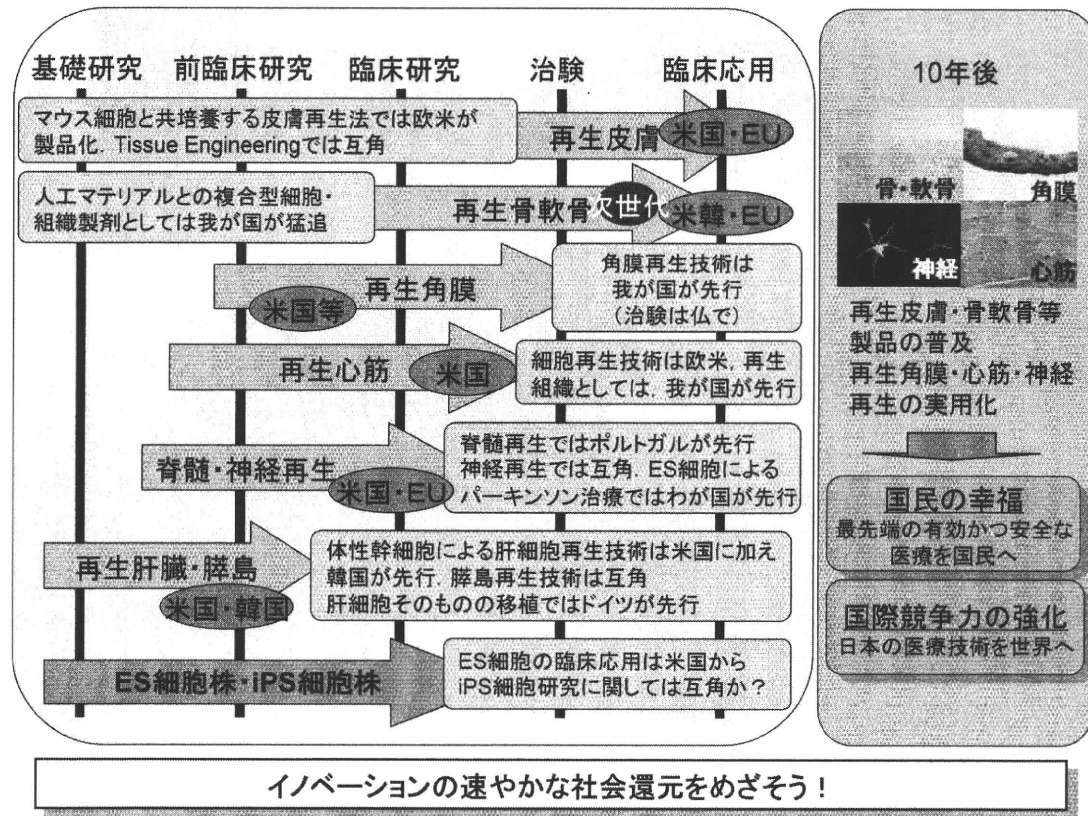 基礎研究
前臨床研究
臨床研究
治験
臨床応用
マウス細胞と共培養する皮膚再生法では欧米が
製品化．Tissue Engineeringでは互角
再生皮膚
米国・EU
人工マテリアルとの複合型細胞・
組織製剤としては我が国が猛追
再生骨軟骨
次世代
米韓・EU
再生角膜
米国等
角膜再生技術は
我が国が先行
（治験は仏で）
再生心筋
米国
細胞再生技術は欧米，再生
組織としては，我が国が先行
脊髄・神経再生
米国・EU
脊髄再生ではポルトガルが先行
神経再生では互角．ES細胞による
パーキンソン治療ではわが国が先行
再生肝臓・膵島
米国・韓国
体性幹細胞による肝細胞再生技術は米国に加え
韓国が先行．膵島再生技術は互角
肝細胞そのものの移植ではドイツが先行
ES細胞株・iPS細胞株
ES細胞の臨床応用は米国から
iPS細胞研究に関しては互角か？
10年後
骨・軟骨
角膜
神経
心筋
再生皮膚・骨軟骨等
製品の普及
再生角膜・心筋・神経
再生の実用化
国民の幸福
最先端の有効かつ安全な
医療を国民へ
国際競争力の強化
日本の医療技術を世界へ
イノベーションの速やかな社会還元をめざそう！